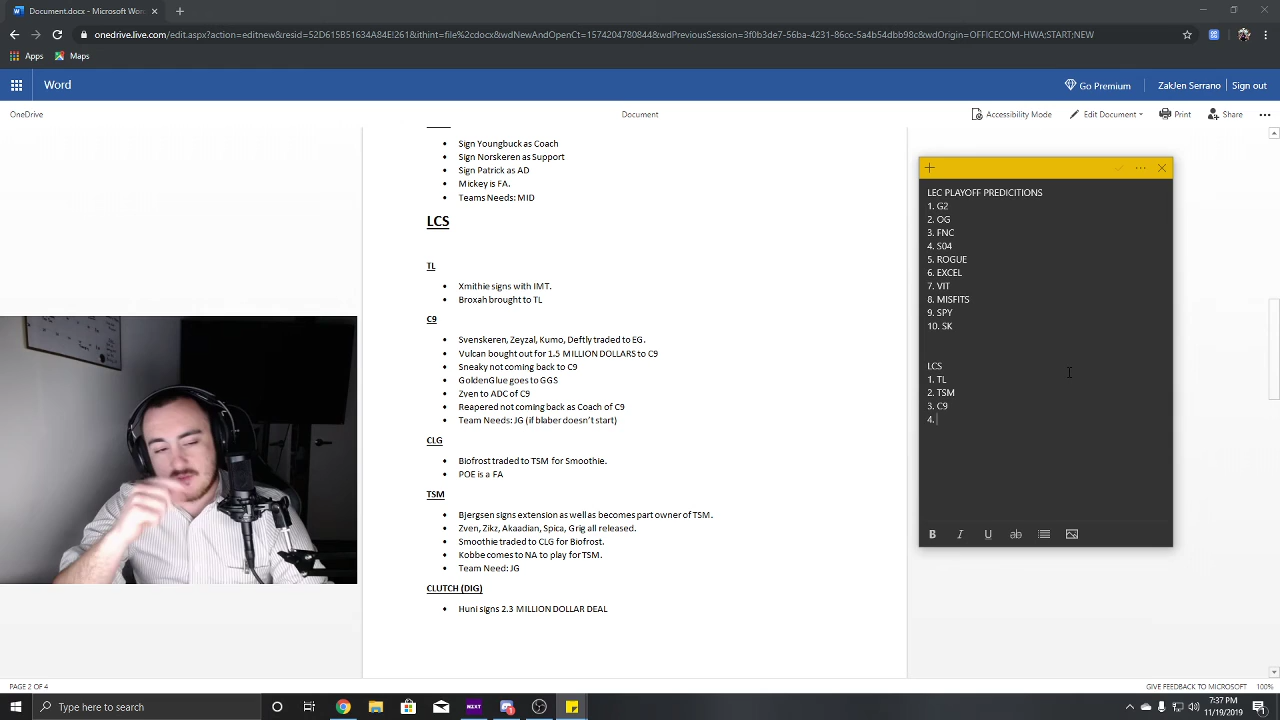 Document.docx - Microsoft Word
onedrive.live.com/edit.aspx?action=editnew&resid=52D615B51634A84E!261&ithint=file%2cdocx&wdNewAndOpenCt=1574204780844&wdPreviousSession=3f0b3de7-56ba-4231-86cc-5a4b54dbb98c&wdOrigin=OFFICECOM-HWA;START;NEW
Apps Maps
Word Go Premium ZakJen Serrano Sign out
OneDrive Document Accessibility Mode Edit Document Print Share
Sign Youngbuck as Coach
Sign Norskeren as Support
Sign Patrick as AD
Mickey is FA.
Teams Needs: MID
LCS
TL
Xmithie signs with IMT.
Broxah brought to TL
C9
Svenskeren, Zeyzal, Kumo, Deftly traded to EG.
Vulcan bought out for 1.5 MILLION DOLLARS to C9
Sneaky not coming back to C9
GoldenGlue goes to GGS
Zven to ADC of C9
Reapered not coming back as Coach of C9
Team Needs: JG (if blaber doesn't start)
CLG
Biofrost traded to TSM for Smoothie.
POE is a FA
TSM
Bjergsen signs extension as well as becomes part owner of TSM.
Zven, Zikz, Akaadian, Spica, Grig all released.
Smoothie traded to CLG for Biofrost.
Kobbe comes to NA to play for TSM.
Team Need: JG
CLUTCH (DIG)
Huni signs 2.3 MILLION DOLLAR DEAL
LEC PLAYOFF PREDICITIONS
1. G2
2. OG
3. FNC
4. S04
5. ROGUE
6. EXCEL
7. VIT
8. MISFITS
9. SPY
10. SK
LCS
1. TL
2. TSM
3. C9
4.
B I U ab
PAGE 2 OF 4 GIVE FEEDBACK TO MICROSOFT 100%
Type here to search
7:37 PM
11/19/2019